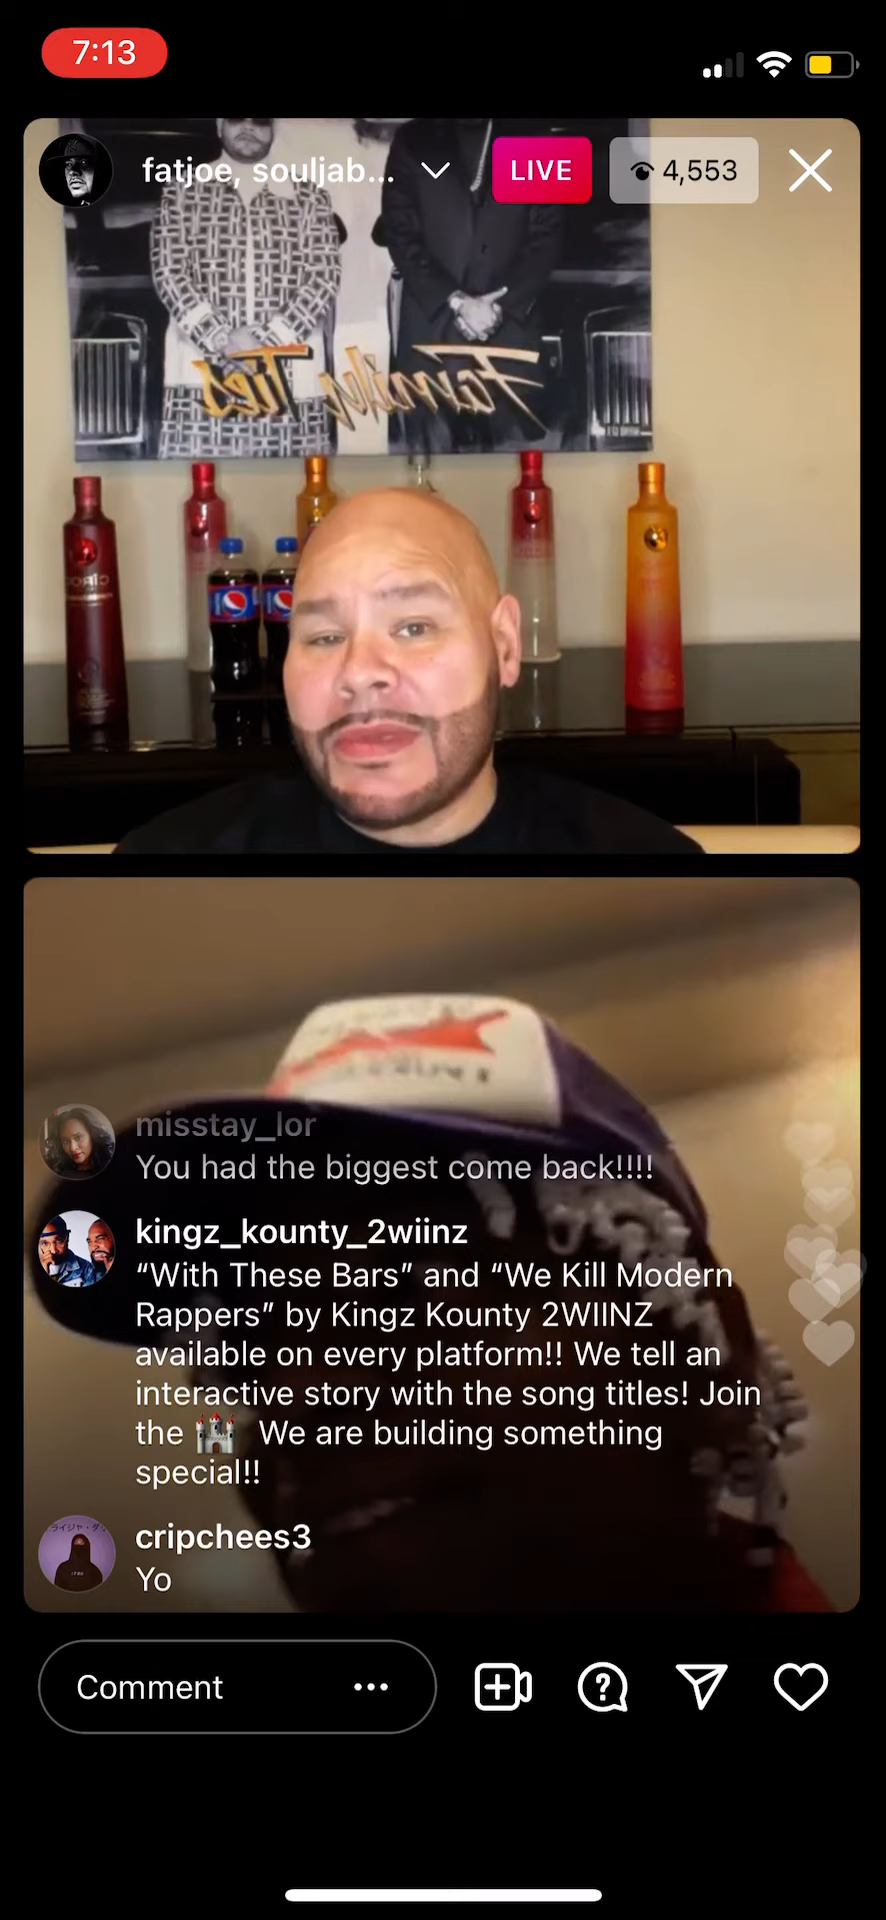 7:13
fatjoe, souljab...
LIVE
4,553
Family Ties
CÎROC
misstay_lor
You had the biggest come back!!!!
kingz_kounty_2wiinz
“With These Bars” and “We Kill Modern
Rappers” by Kingz Kounty 2WIINZ
available on every platform!! We tell an
interactive story with the song titles! Join
the 🏰 We are building something
special!!
cripchees3
Yo
Comment